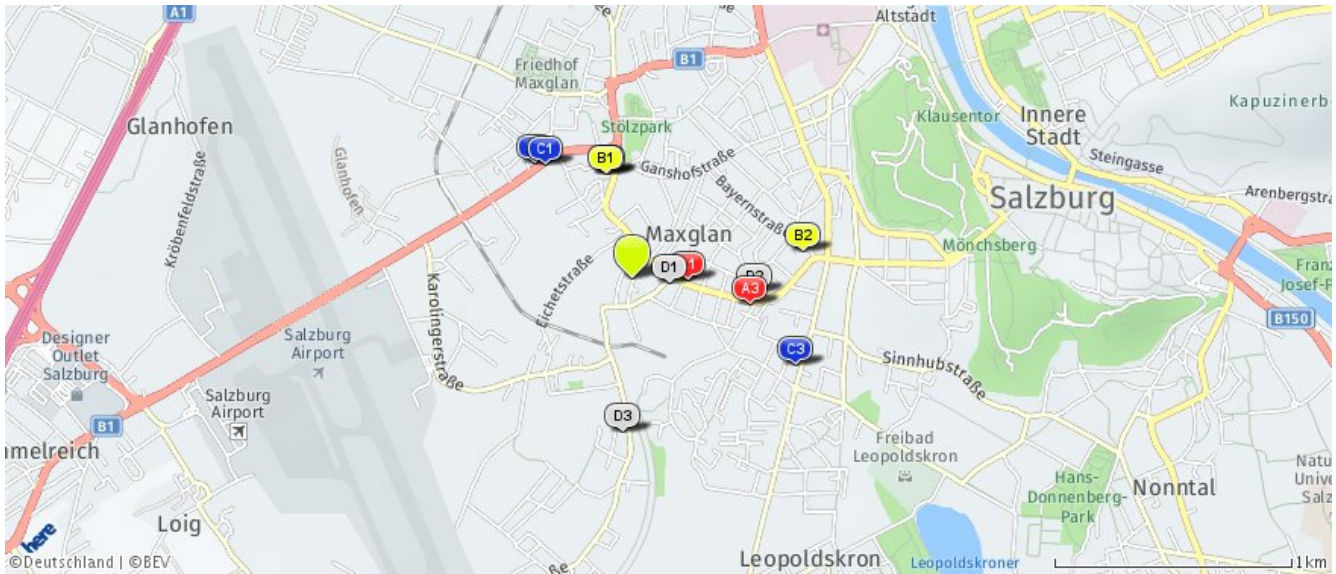 A1
Altstadt
B1
Friedhof
Maxglan
Klausentor
Kapuzinerb
Glanhofen
Stölzpark
Innere
Stadt
C1
B1
Ganshofstraße
Steingasse
Glanhofen
Kröbenfeldstraße
Bayernstraße
Salzburg
Arenbergstra
Maxglan
B2
Mönchsberg
D1
1
A3
Eichetstraße
Karolingerstraße
Franz
Josef-P
B150
Designer
Outlet
Salzburg
Salzburg
Airport
C3
Sinnhubstraße
Salzburg
Airport
D3
B1
mmelreich
Freibad
Leopoldskron
Hans-
Donnenberg-
Park
Nonntal
Natu
Unive
Salz
Loig
here
©Deutschland | ©BEV
Leopoldskron
Leopoldskroner
1km